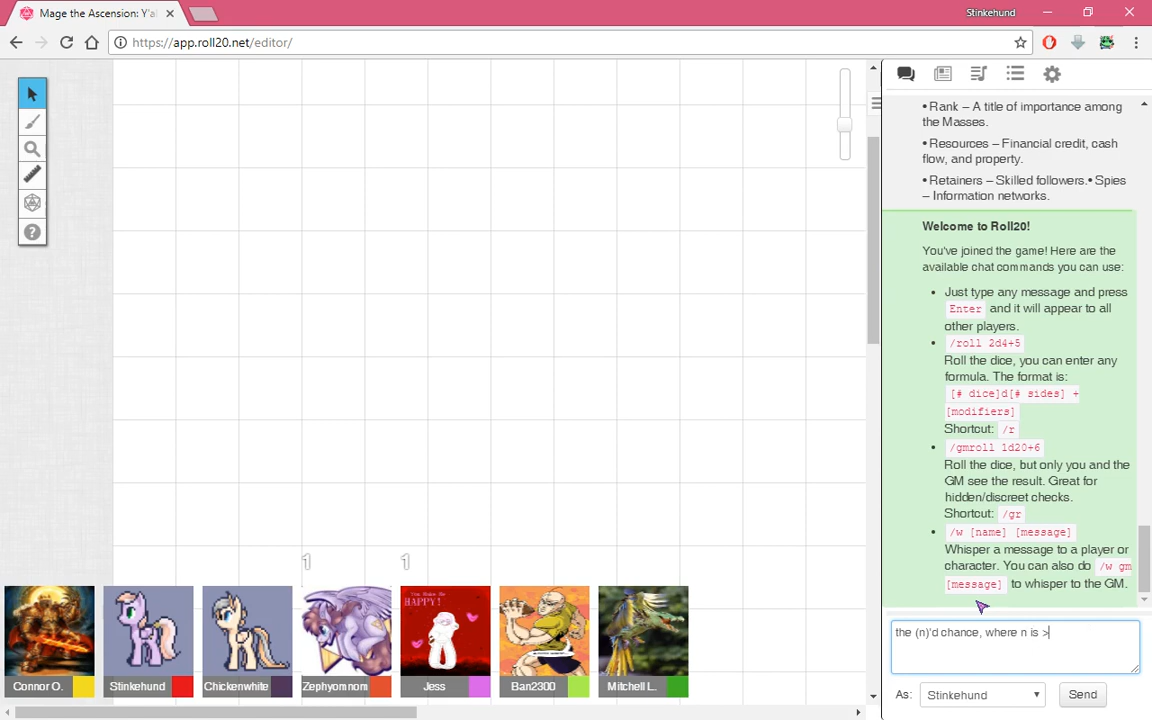 Mage the Ascension: Y'al
Stinkehund
https://app.roll20.net/editor/
• Rank – A title of importance among
the Masses.
• Resources – Financial credit, cash
flow, and property.
• Retainers – Skilled followers.• Spies
– Information networks.
Welcome to Roll20!
You've joined the game! Here are the
available chat commands you can use:
• Just type any message and press
Enter and it will appear to all
other players.
• /roll 2d4+5
Roll the dice, you can enter any
formula. The format is:
[# dice]d[# sides] +
[modifiers]
Shortcut: /r
• /gmroll 1d20+6
Roll the dice, but only you and the
GM see the result. Great for
hidden/discreet checks.
Shortcut: /gr
• /w [name] [message]
Whisper a message to a player or
character. You can also do /w gm
[message] to whisper to the GM.
the (n)'d chance, where n is >
As: Stinkehund Send
1 1
YOU MAKE ME
HAPPY!
Connor O. Stinkehund Chickenwhite Zephyomnom Jess Ban2300 Mitchell L.